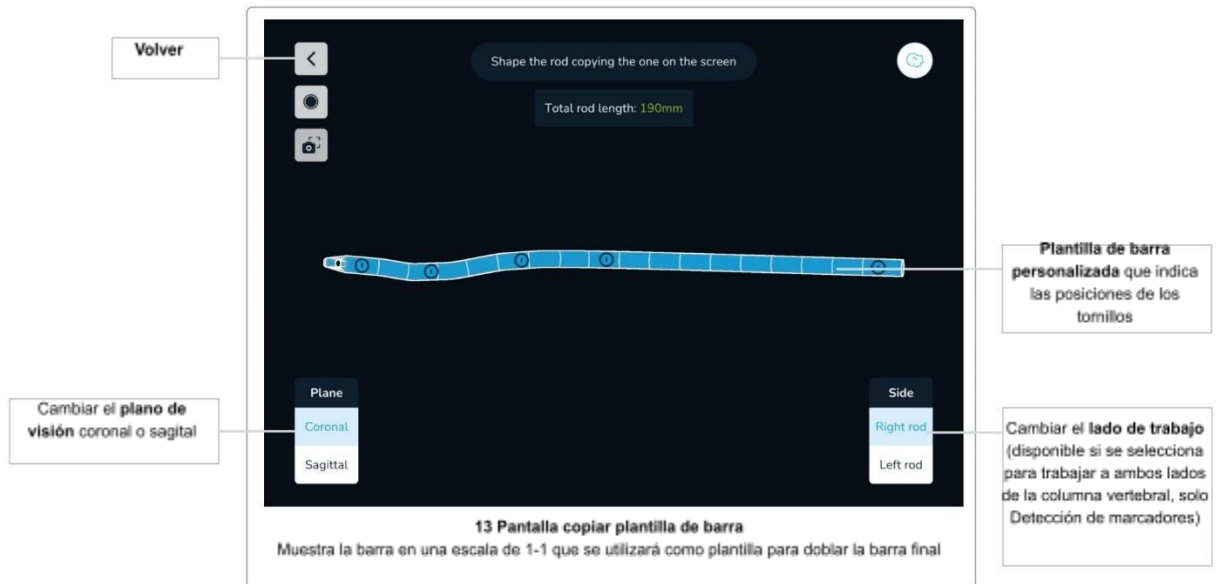 Volver
Shape the rod copying the one on the screen
Total rod length: 190mm
Plantilla de barra
personalizada que indica
las posiciones de los
tornillos
Cambiar el plano de
visión coronal o sagital
Plane
Coronal
Sagittal
Side
Right rod
Left rod
Cambiar el lado de trabajo
(disponible si se selecciona
para trabajar a ambos lados
de la columna vertebral, solo
Detección de marcadores)
13 Pantalla copiar plantilla de barra
Muestra la barra en una escala de 1-1 que se utilizará como plantilla para doblar la barra final